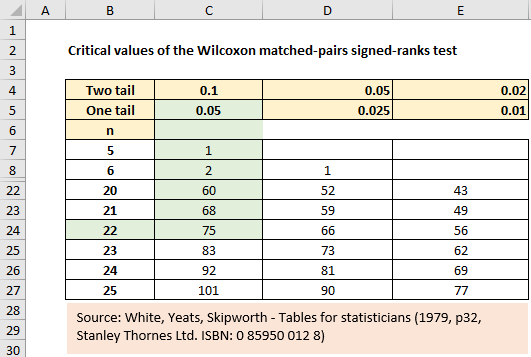 A B C D E
1
2 Critical values of the Wilcoxon matched-pairs signed-ranks test
3
4 Two tail 0.1 0.05 0.02
5 One tail 0.05 0.025 0.01
6 n
7 5 1
8 6 2 1
22 20 60 52 43
23 21 68 59 49
24 22 75 66 56
25 23 83 73 62
26 24 92 81 69
27 25 101 90 77
28 Source: White, Yeats, Skipworth - Tables for statisticians (1979, p32,
29 Stanley Thornes Ltd. ISBN: 0 85950 012 8)
30